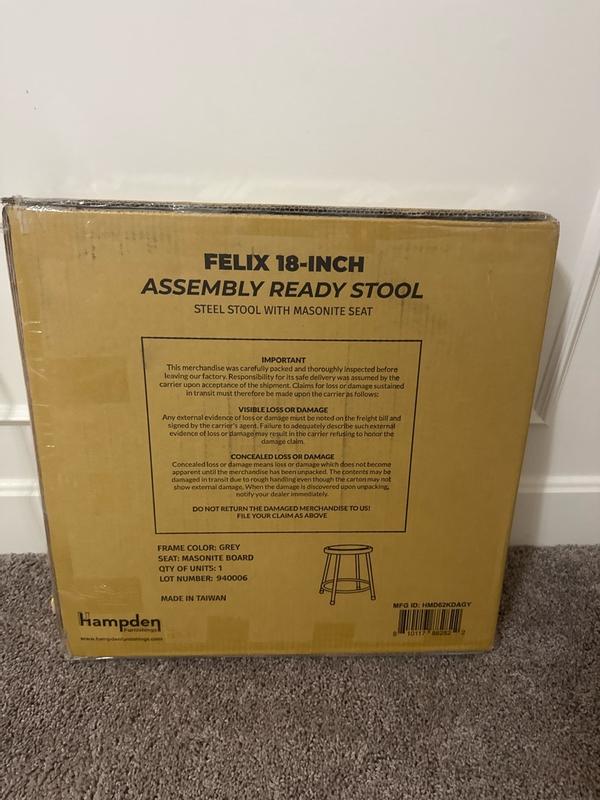 FELIX 18-INCH
ASSEMBLY READY STOOL
STEEL STOOL WITH MASONITE SEAT
IMPORTANT
This merchandise was carefully packed and thoroughly inspected before
leaving our factory. Responsibility for its safe delivery was assumed by the
carrier upon acceptance of the shipment. Claims for loss or damage sustained
in transit must therefore be made upon the carrier as follows:
VISIBLE LOSS OR DAMAGE
Any external evidence of loss or damage must be noted on the freight bill and
signed by the carrier's agent. Failure to adequately describe such external
evidence of loss or damage may result in the carrier refusing to honor the
damage claim.
CONCEALED LOSS OR DAMAGE
Concealed loss or damage means loss or damage which does not become
apparent until the merchandise has been unpacked. The contents may be
damaged in transit due to rough handling even though the carton may not
show external damage. When the damage is discovered upon unpacking,
notify your dealer immediately.
DO NOT RETURN THE DAMAGED MERCHANDISE TO US!
FILE YOUR CLAIM AS ABOVE
FRAME COLOR: GREY
SEAT: MASONITE BOARD
QTY OF UNITS: 1
LOT NUMBER: 940006
MADE IN TAIWAN
Hampden
Furnishings
www.hampdenfurnishings.com
MFG ID: HMD62KDAGY
8 10117 88282 2